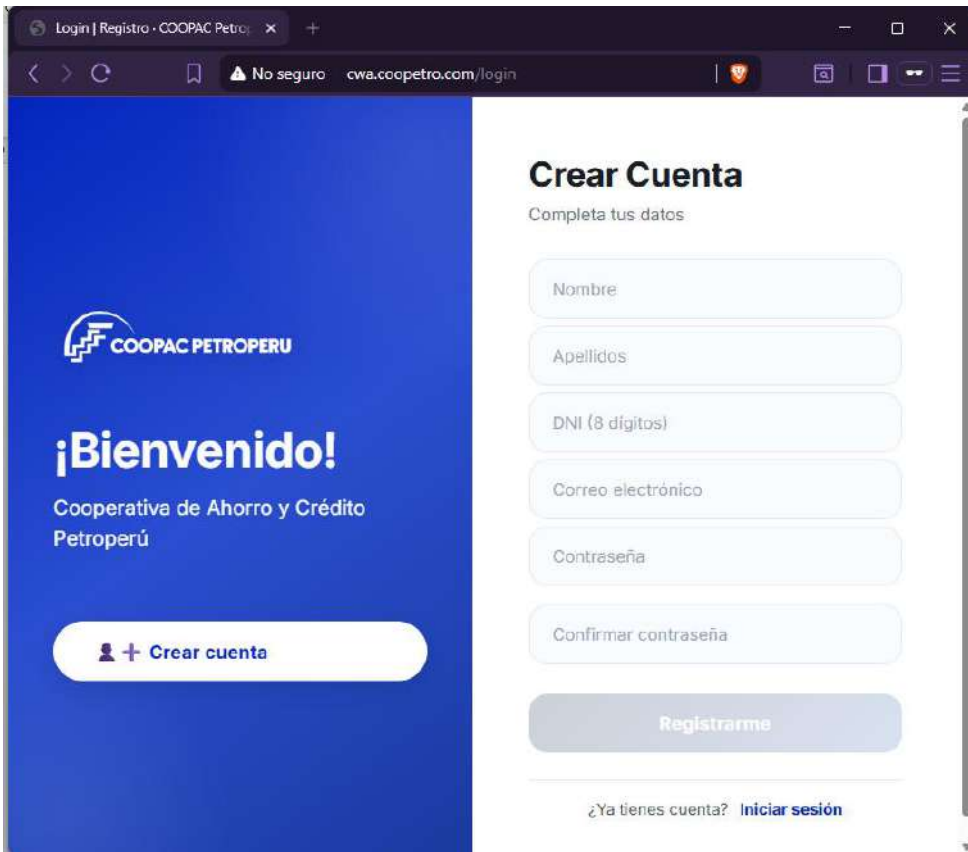 Login | Registro · COOPAC Petrop
No seguro cwa.coopetro.com/login
COOPAC PETROPERU
¡Bienvenido!
Cooperativa de Ahorro y Crédito
Petroperú
Crear cuenta
Crear Cuenta
Completa tus datos
Nombre
Apellidos
DNI (8 dígitos)
Correo electrónico
Contraseña
Confirmar contraseña
Registrarme
¿Ya tienes cuenta? Iniciar sesión